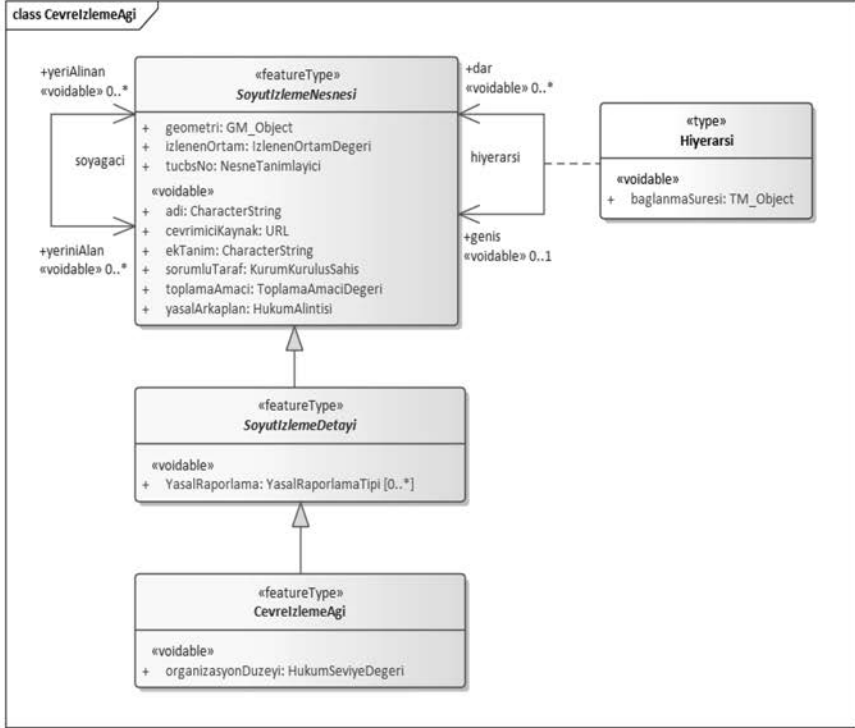 class CevreIzlemeAgi
+yeriAlinan
«voidable» 0..*
soyagaci
+yeriniAlan
«voidable» 0..*
«featureType»
SoyutIzlemeNesnesi
+ geometri: GM_Object
+ izlenenOrtam: IzlenenOrtamDegeri
+ tucbsNo: NesneTanimlayici
«voidable»
+ adi: CharacterString
+ cevrimiciKaynak: URL
+ ekTanim: CharacterString
+ sorumluTaraf: KurumKurulusSahis
+ toplamaAmaci: ToplamaAmaciDegeri
+ yasalArkaplan: HukumAlintisi
+dar
«voidable» 0..*
hiyerarsi
+genis
«voidable» 0..1
«type»
Hiyerarsi
«voidable»
+ baglanmaSuresi: TM_Object
«featureType»
SoyutIzlemeDetayi
«voidable»
+ YasalRaporlama: YasalRaporlamaTipi [0..*]
«featureType»
CevreIzlemeAgi
«voidable»
+ organizasyonDuzeyi: HukumSeviyeDegeri